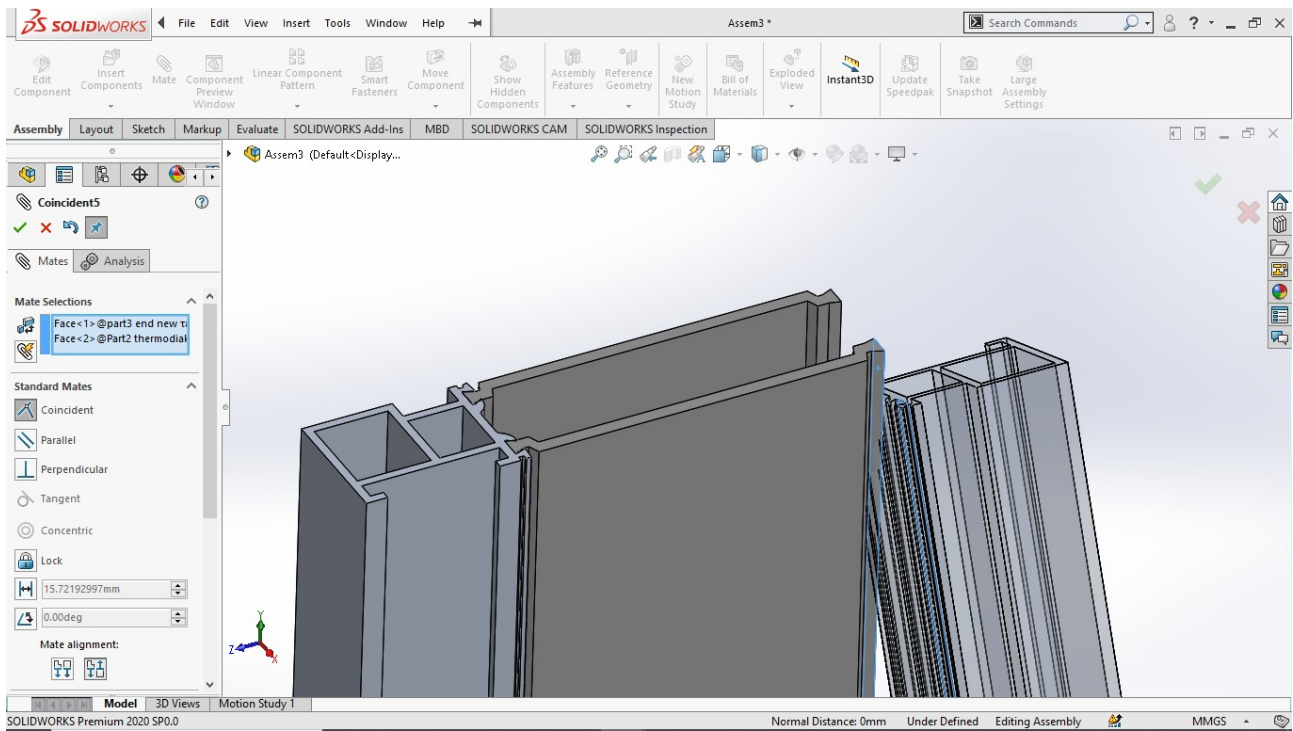 SOLIDWORKS File Edit View Insert Tools Window Help Assem3 * Search Commands ?
Edit Component
Insert Components
Mate
Component Preview Window
Linear Component Pattern
Smart Fasteners
Move Component
Show Hidden Components
Assembly Features
Reference Geometry
New Motion Study
Bill of Materials
Exploded View
Instant3D
Update Speedpak
Take Snapshot
Large Assembly Settings
Assembly Layout Sketch Markup Evaluate SOLIDWORKS Add-Ins MBD SOLIDWORKS CAM SOLIDWORKS Inspection
Assem3 (Default<Display...
Coincident5
Mates Analysis
Mate Selections
Face<1>@part3 end new
Face<2>@Part2
Standard Mates
Coincident
Parallel
Perpendicular
Tangent
Concentric
Lock
15.72192997mm
0.00deg
Mate alignment:
Y
Z
X
Model 3D Views Motion Study 1
SOLIDWORKS Premium 2020 SP0.0 Normal Distance: 0mm Under Defined Editing Assembly MMGS